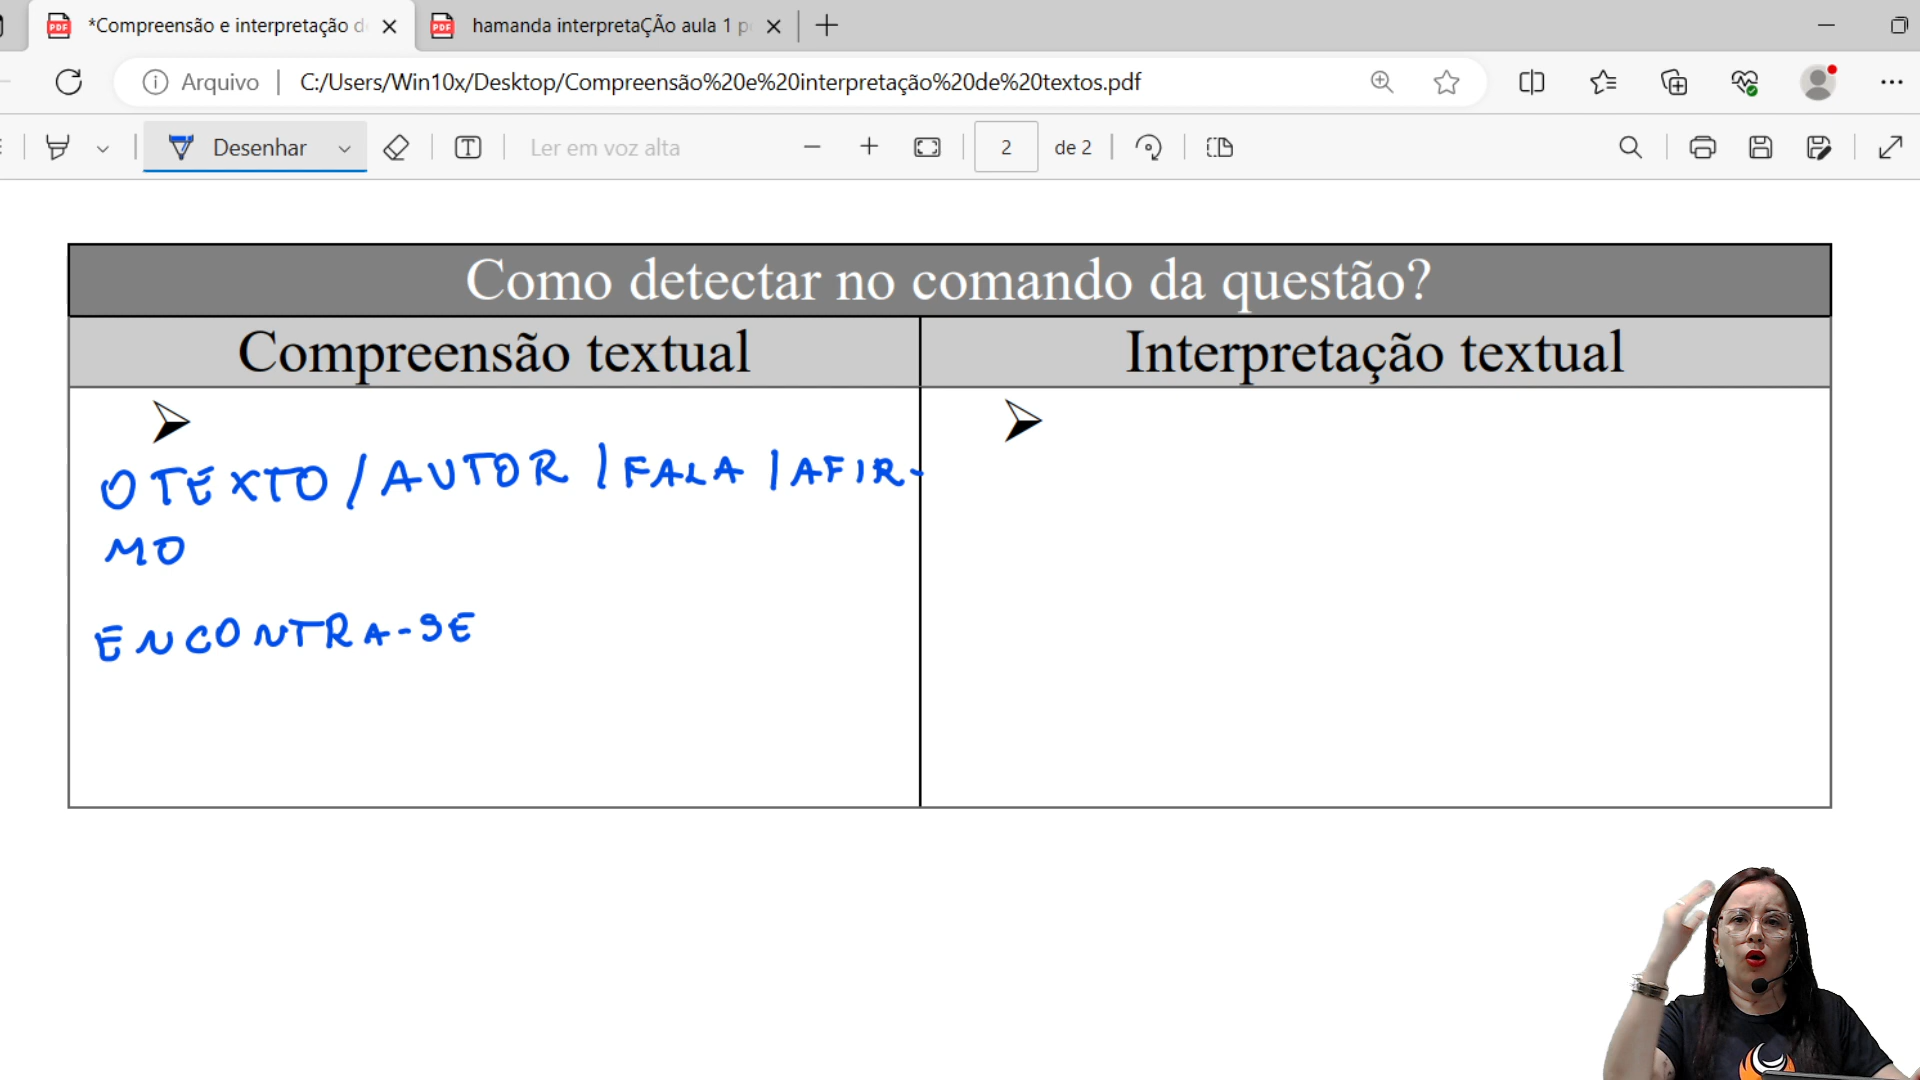 *Compreensão e interpretação d
hamanda interpretaÇÃo aula 1 p
Arquivo
C:/Users/Win10x/Desktop/Compreensão%20e%20interpretação%20de%20textos.pdf
Desenhar
Ler em voz alta
2
de 2
Como detectar no comando da questão?
Compreensão textual
Interpretação textual
O TEXTO / AUTOR / FALA / AFIR-
MO
ENCONTRA-SE